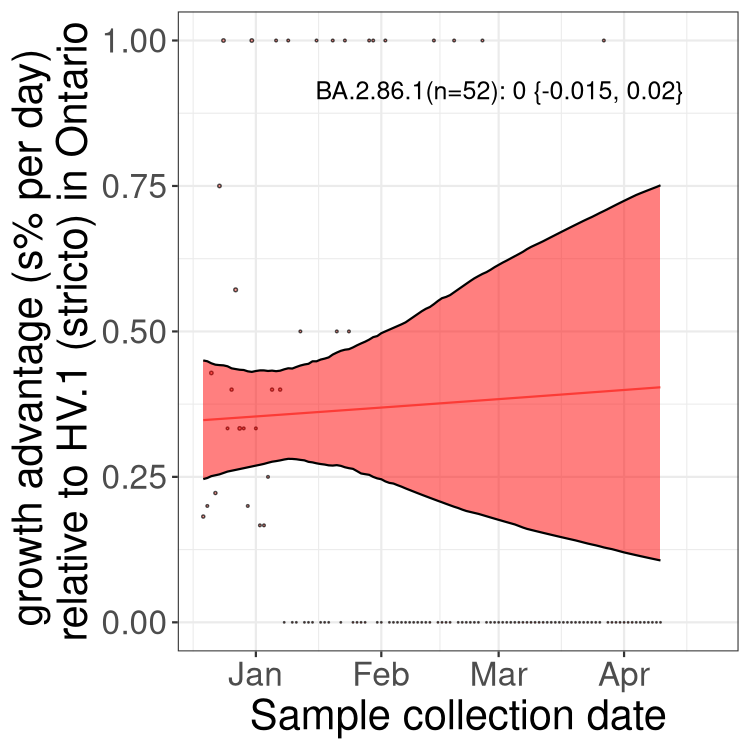 growth advantage (s% per day)
relative to HV.1 (stricto) in Ontario
1.00
0.75
0.50
0.25
0.00
BA.2.86.1(n=52): 0 {-0.015, 0.02}
Jan Feb Mar Apr
Sample collection date